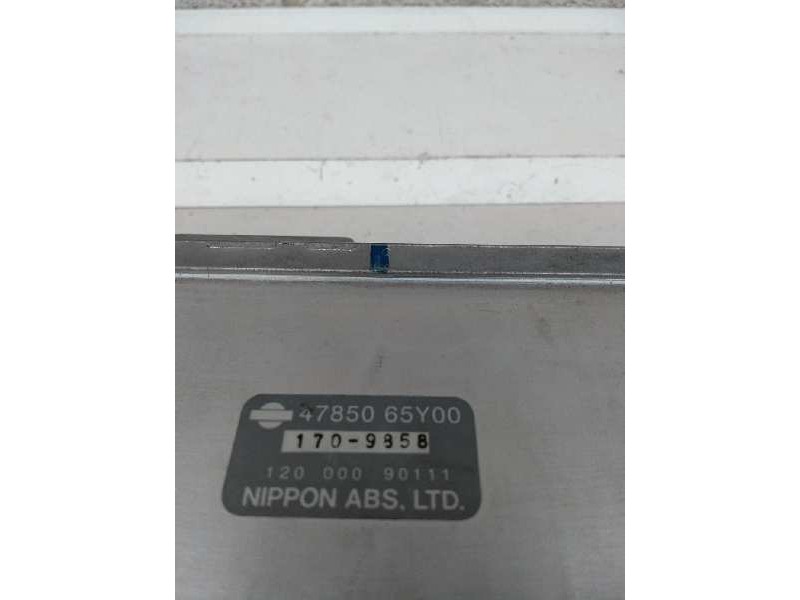 47850 65Y00
170-9858
120 000 90111
NIPPON ABS, LTD.